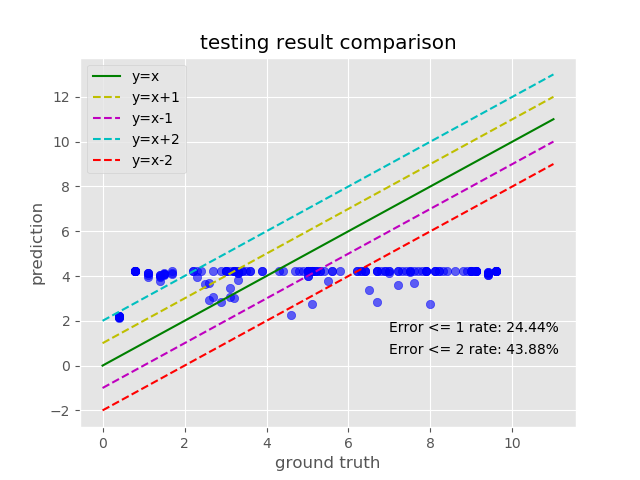 testing result comparison
y=x
y=x+1
y=x-1
y=x+2
y=x-2
12
10
8
6
4
2
0
−2
prediction
Error <= 1 rate: 24.44%
Error <= 2 rate: 43.88%
0 2 4 6 8 10
ground truth